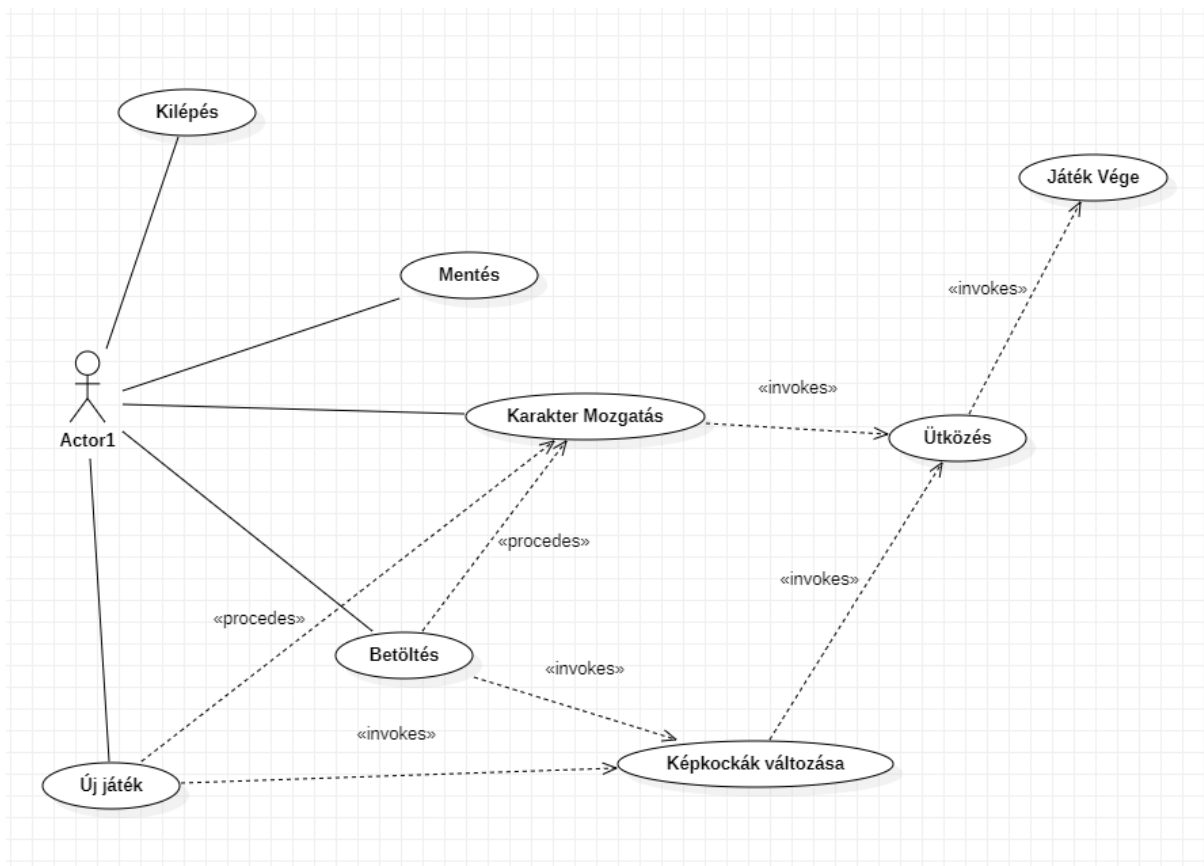 Kilépés
Játék Vége
Mentés
«invokes»
«invokes»
Karakter Mozgatás
Actor1
Ütközés
«procedes»
«invokes»
«procedes»
Betöltés
«invokes»
«invokes»
Képkockák változása
Új játék